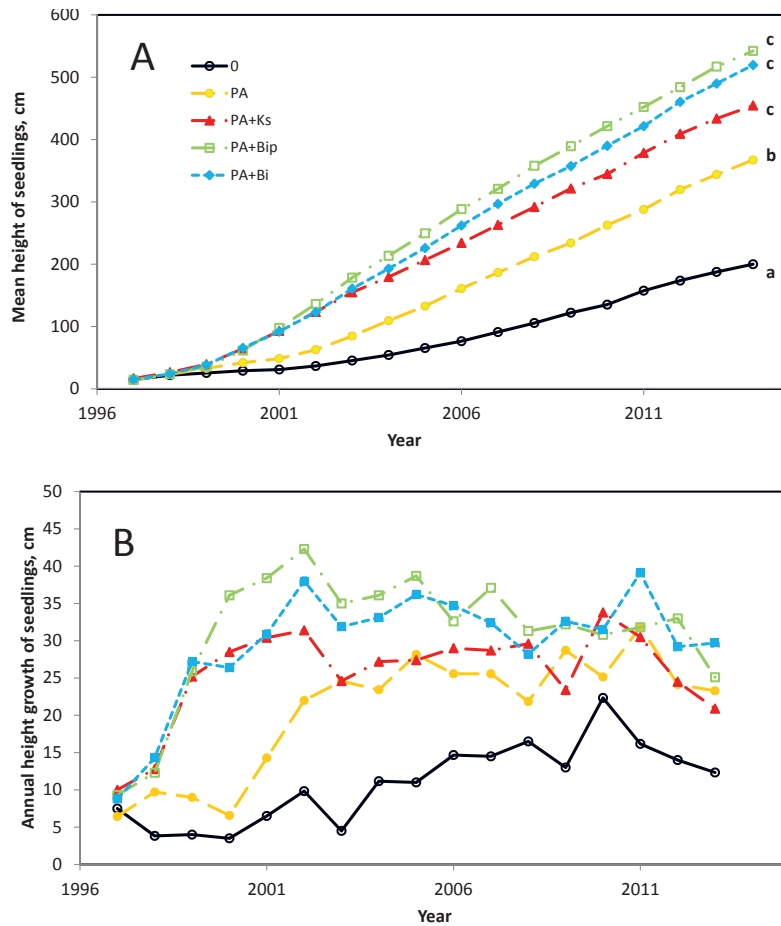 600
500
400
300
200
100
0
Mean height of seedlings, cm
A
0
PA
PA+Ks
PA+Bip
PA+Bi
c
c
c
b
a
1996
2001
2006
2011
Year
50
45
40
35
30
25
20
15
10
5
0
Annual height growth of seedlings, cm
B
1996
2001
2006
2011
Year